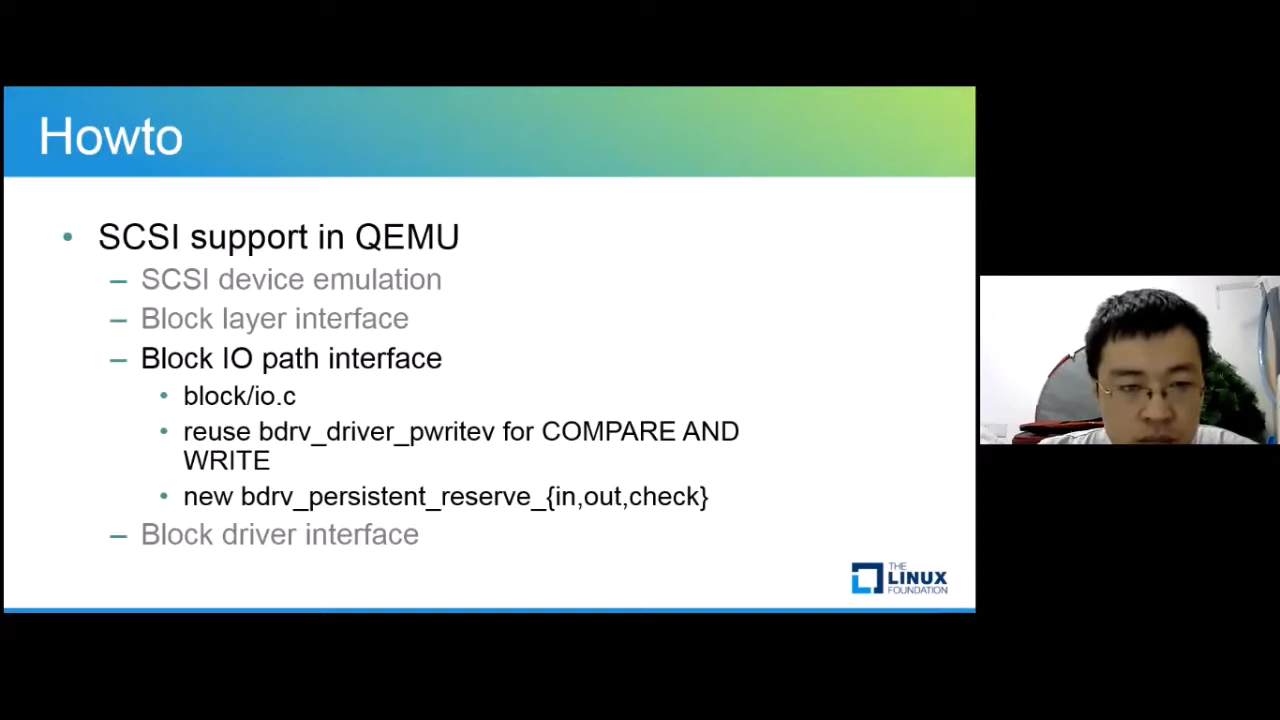 Howto
• SCSI support in QEMU
– SCSI device emulation
– Block layer interface
– Block IO path interface
• block/io.c
• reuse bdrv_driver_pwritev for COMPARE AND
WRITE
• new bdrv_persistent_reserve_{in,out,check}
– Block driver interface
THE
LINUX
FOUNDATION